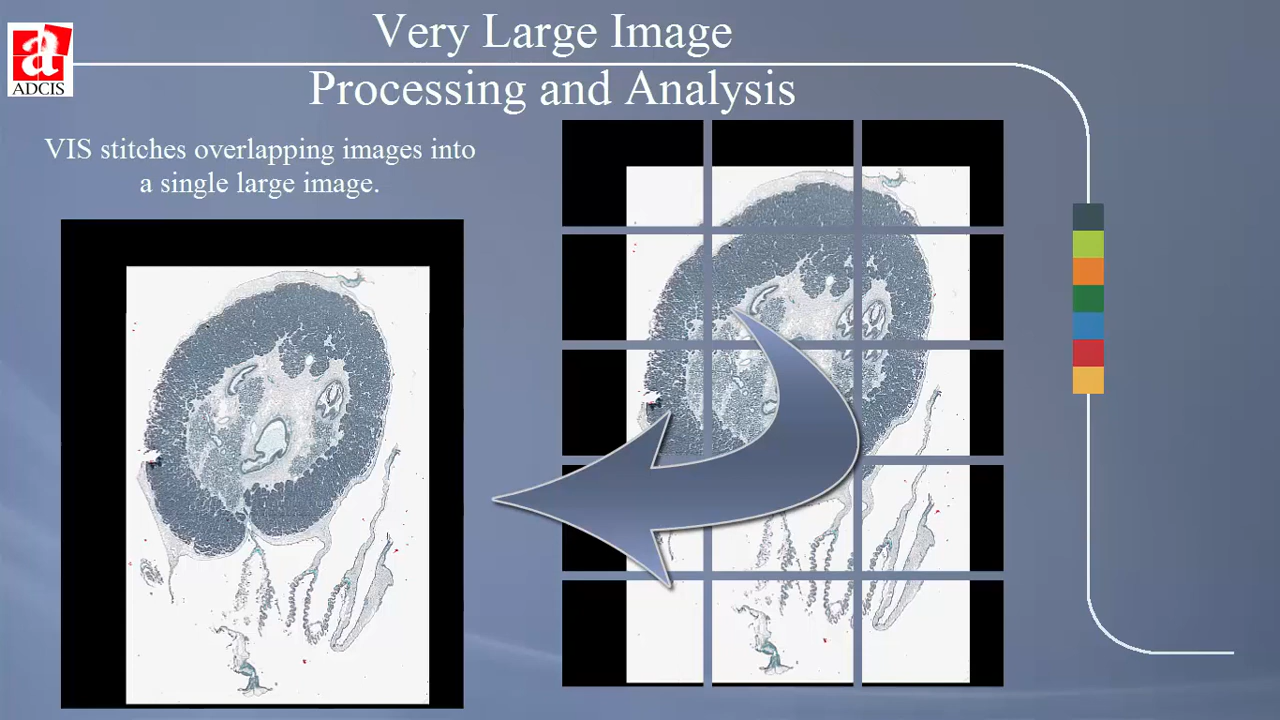 Very Large Image
Processing and Analysis
a
ADCIS
VIS stitches overlapping images into
a single large image.